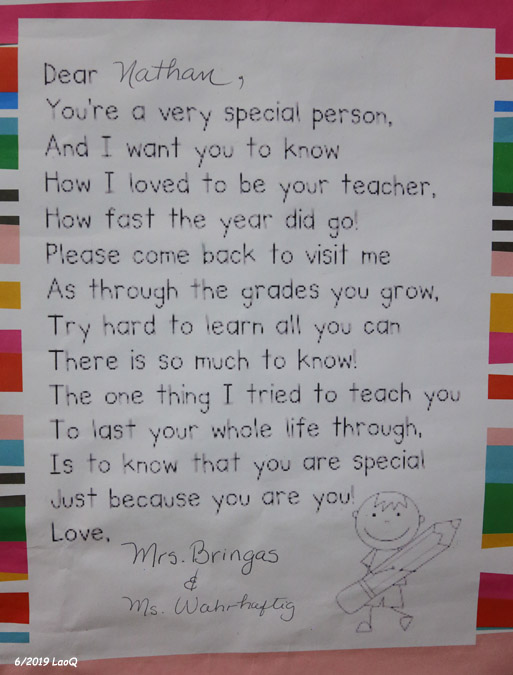 Dear Nathan,
You're a very special person,
And I want you to know
How I loved to be your teacher,
How fast the year did go!
Please come back to visit me
As through the grades you grow,
Try hard to learn all you can
There is so much to know!
The one thing I tried to teach you
To last your whole life through,
Is to know that you are special
Just because you are you!
Love,
Mrs. Bringas
&
Ms. Wahrhaftig
6/2019 LaoQ